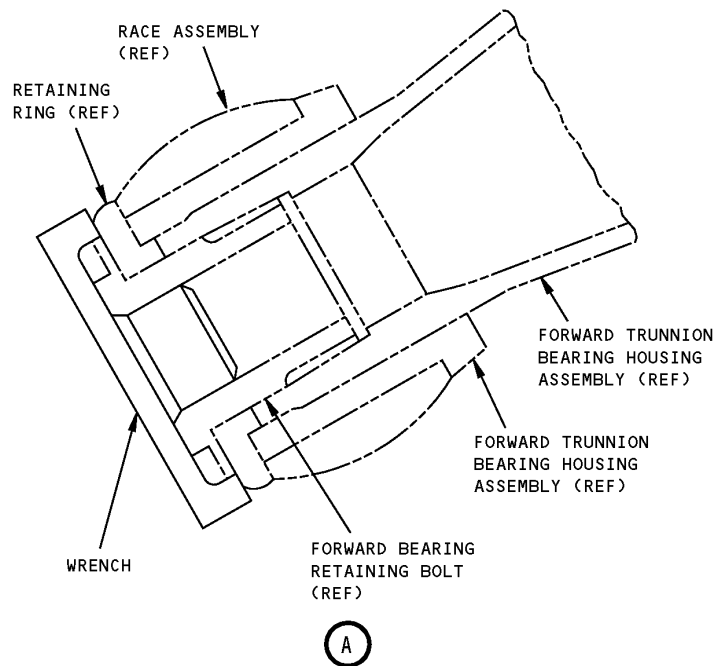 RACE ASSEMBLY
(REF)
RETAINING
RING (REF)
FORWARD TRUNNION
BEARING HOUSING
ASSEMBLY (REF)
FORWARD TRUNNION
BEARING HOUSING
ASSEMBLY (REF)
WRENCH
FORWARD BEARING
RETAINING BOLT
(REF)
A